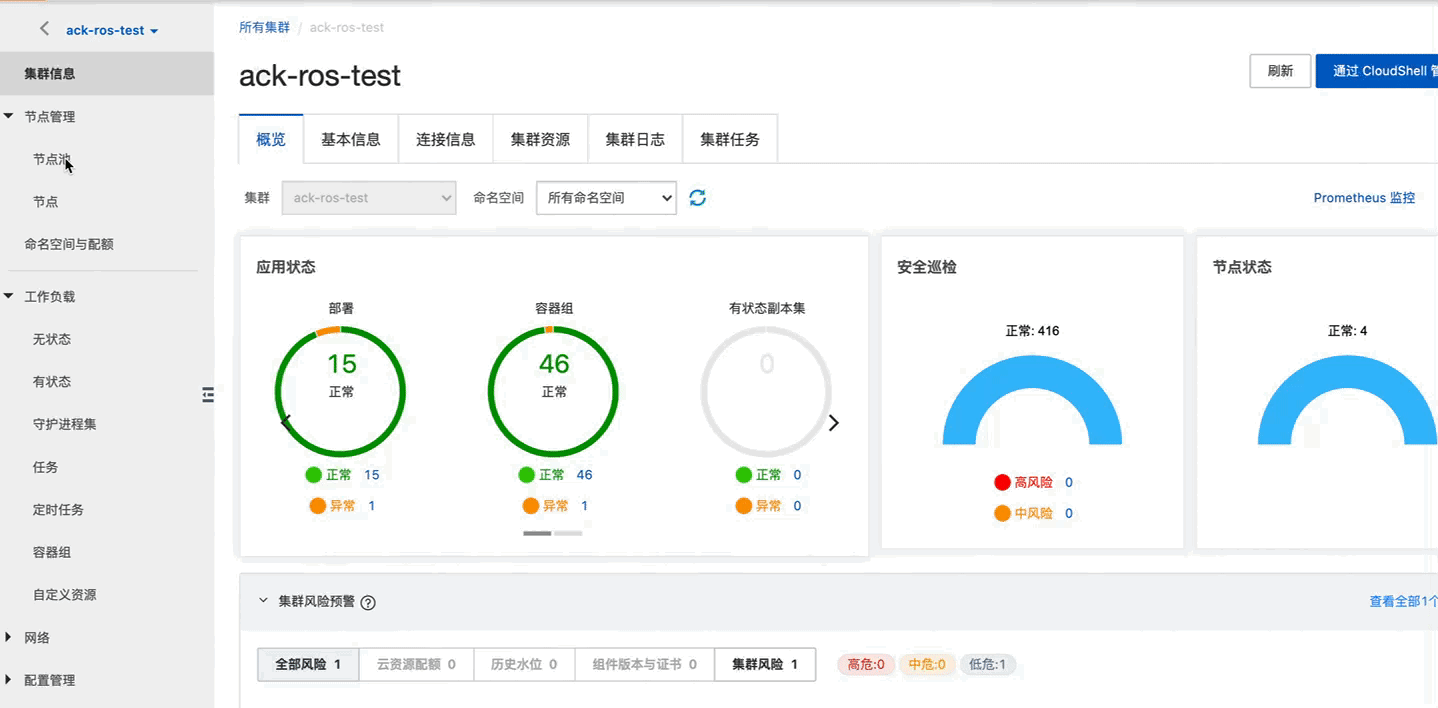 ack-ros-test
集群信息
节点管理
节点池
节点
命名空间与配额
工作负载
无状态
有状态
守护进程集
任务
定时任务
容器组
自定义资源
网络
配置管理
所有集群 / ack-ros-test
ack-ros-test
刷新
通过 CloudShell 管
概览 基本信息 连接信息 集群资源 集群日志 集群任务
集群 ack-ros-test 命名空间 所有命名空间 Prometheus 监控
应用状态
部署 容器组 有状态副本集
15 46 0
正常 正常
正常 15 正常 46 正常 0
异常 1 异常 1 异常 0
安全巡检
正常: 416
高风险 0
中风险 0
节点状态
正常: 4
集群风险预警 ?
查看全部1个
全部风险 1 云资源配额 0 历史水位 0 组件版本与证书 0 集群风险 1 高危:0 中危:0 低危:1